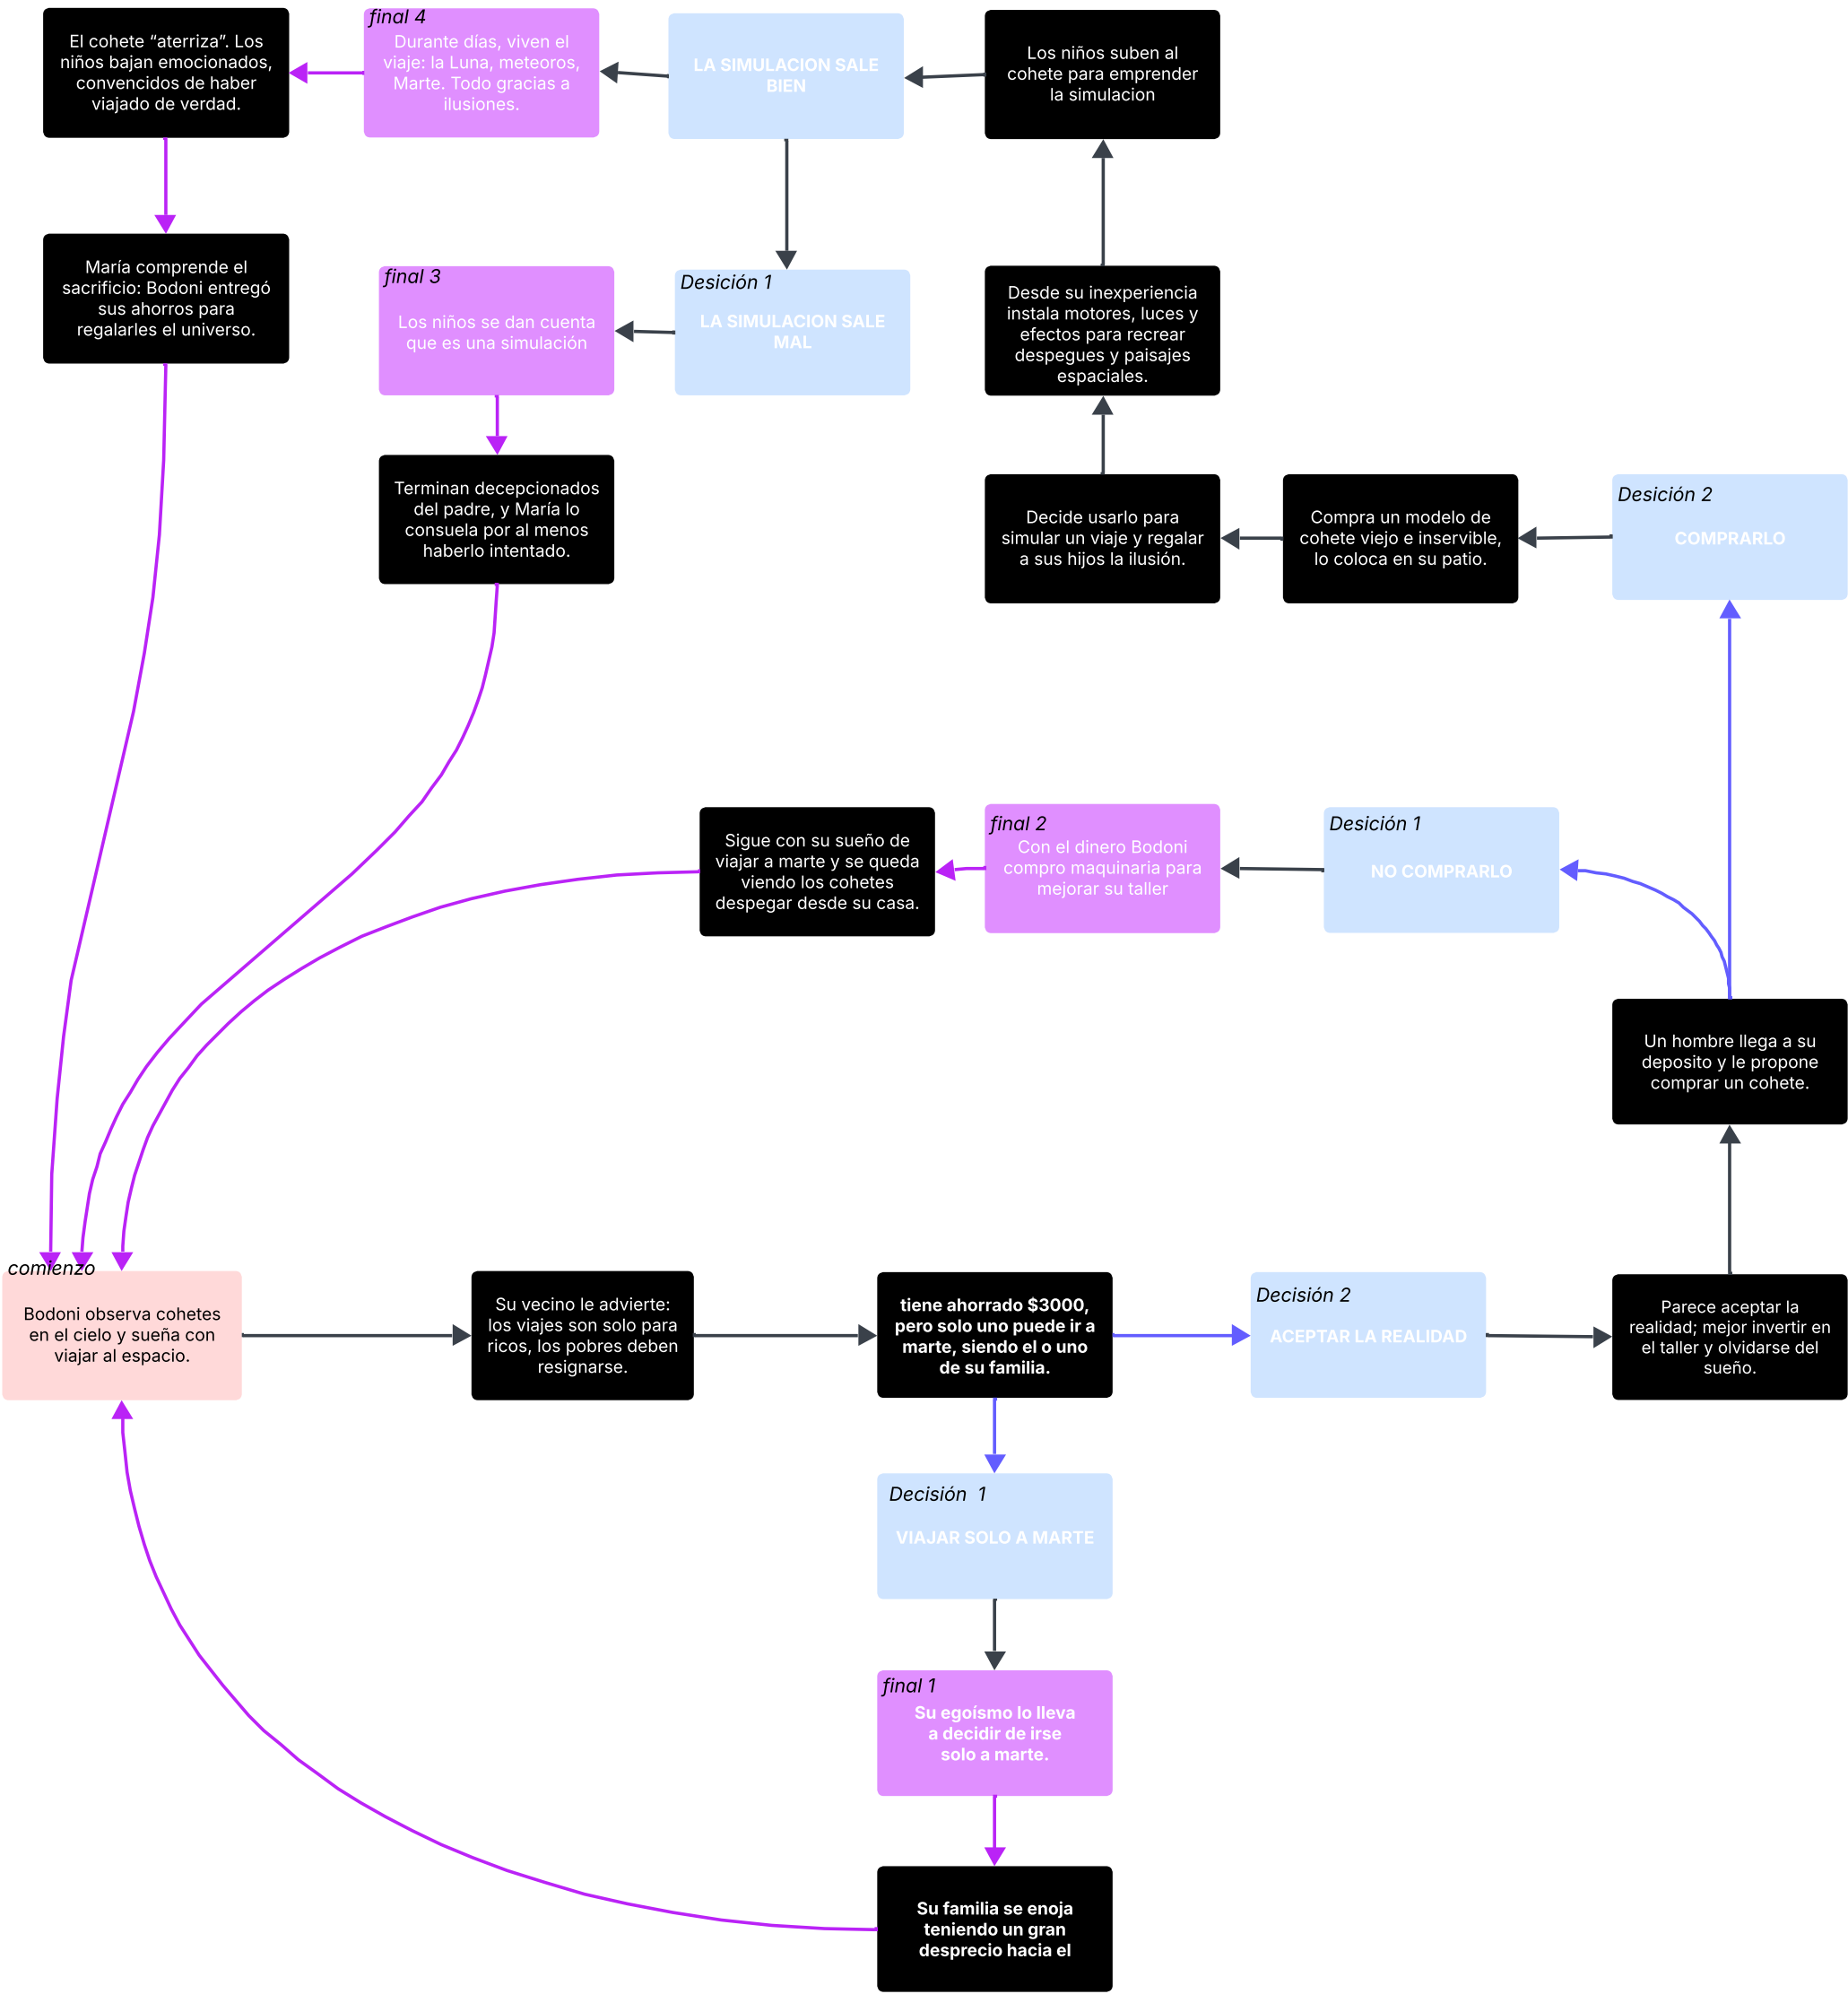 final 4
El cohete “aterriza”. Los
niños bajan emocionados,
convencidos de haber
viajado de verdad.
Durante días, viven el
viaje: la Luna, meteoros,
Marte. Todo gracias a
ilusiones.
LA SIMULACION SALE
BIEN
Los niños suben al
cohete para emprender
la simulacion
María comprende el
sacrificio: Bodoni entregó
sus ahorros para
regalarles el universo.
final 3
Los niños se dan cuenta
que es una simulación
Desición 1
LA SIMULACION SALE
MAL
Desde su inexperiencia
instala motores, luces y
efectos para recrear
despegues y paisajes
espaciales.
Terminan decepcionados
del padre, y María lo
consuela por al menos
haberlo intentado.
Decide usarlo para
simular un viaje y regalar
a sus hijos la ilusión.
Compra un modelo de
cohete viejo e inservible,
lo coloca en su patio.
Desición 2
COMPRARLO
Sigue con su sueño de
viajar a marte y se queda
viendo los cohetes
despegar desde su casa.
final 2
Con el dinero Bodoni
compro maquinaria para
mejorar su taller
Desición 1
NO COMPRARLO
Un hombre llega a su
deposito y le propone
comprar un cohete.
comienzo
Bodoni observa cohetes
en el cielo y sueña con
viajar al espacio.
Su vecino le advierte:
los viajes son solo para
ricos, los pobres deben
resignarse.
tiene ahorrado $3000,
pero solo uno puede ir a
marte, siendo el o uno
de su familia.
Decisión 2
ACEPTAR LA REALIDAD
Parece aceptar la
realidad; mejor invertir en
el taller y olvidarse del
sueño.
Decisión  1
VIAJAR SOLO A MARTE
final 1
Su egoísmo lo lleva
a decidir de irse
solo a marte.
Su familia se enoja
teniendo un gran
desprecio hacia el